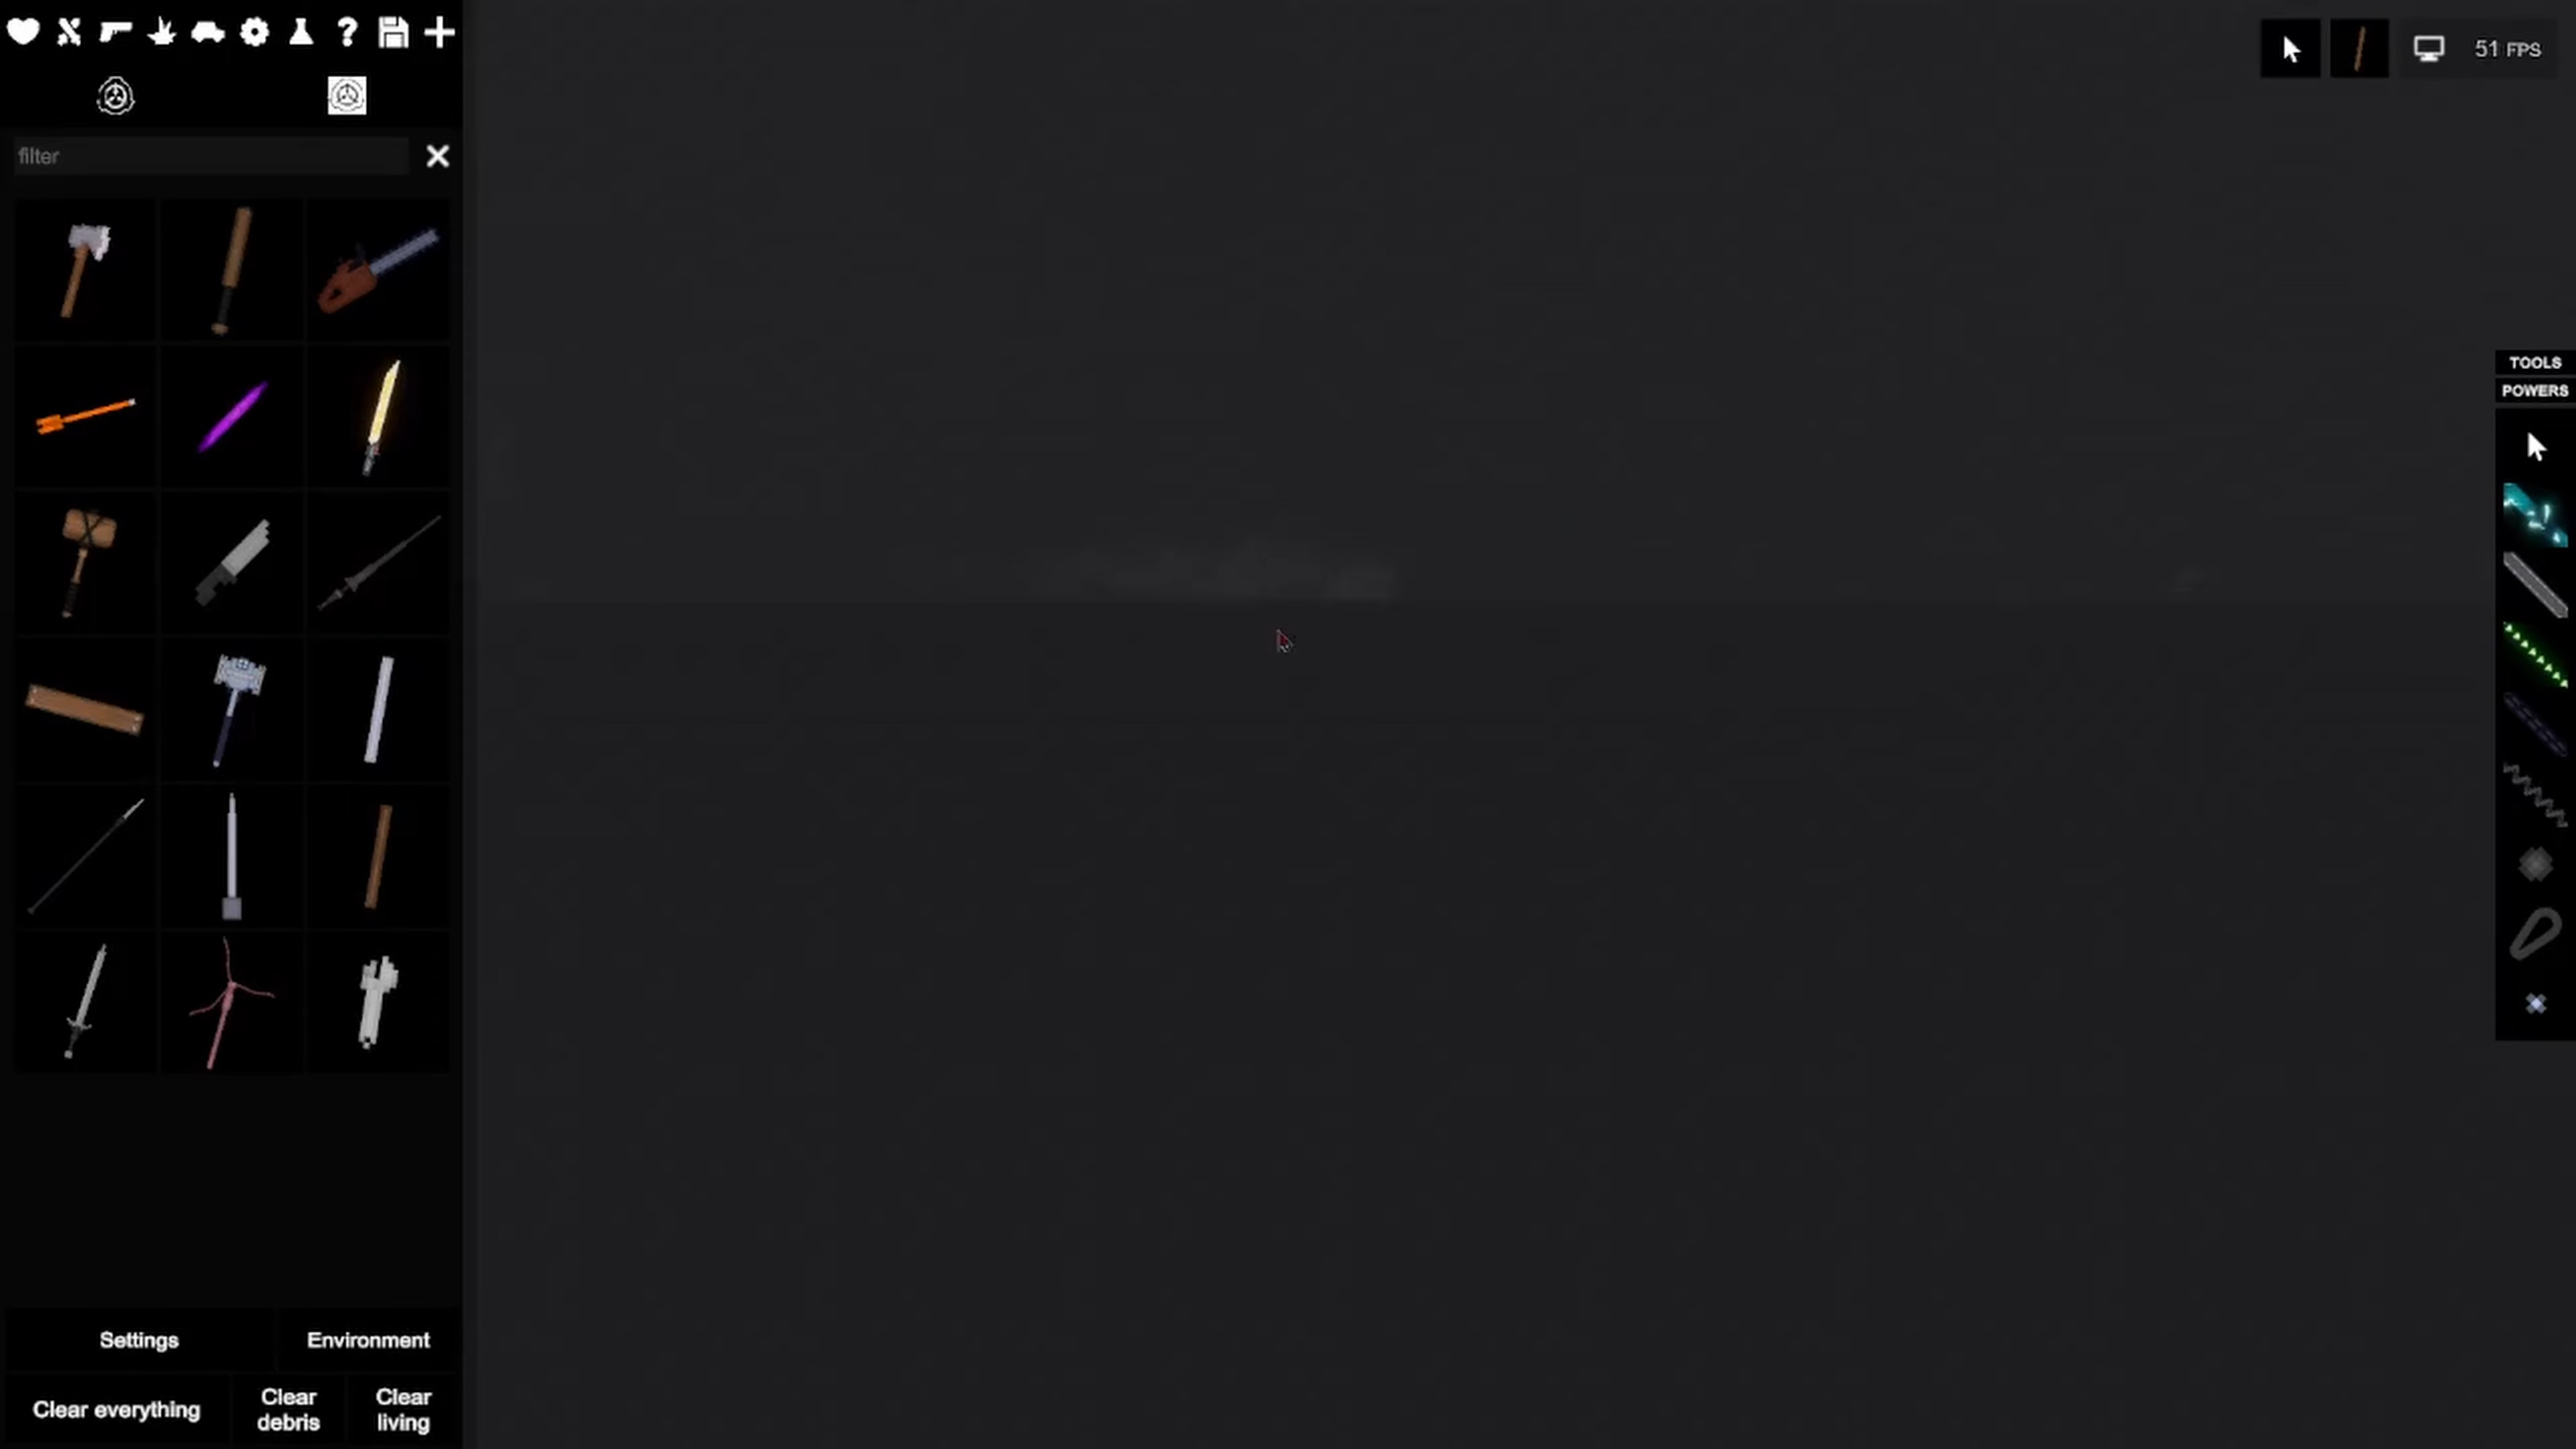 51 FPS
filter
TOOLS
POWERS
Settings
Environment
Clear everything
Clear
debris
Clear
living